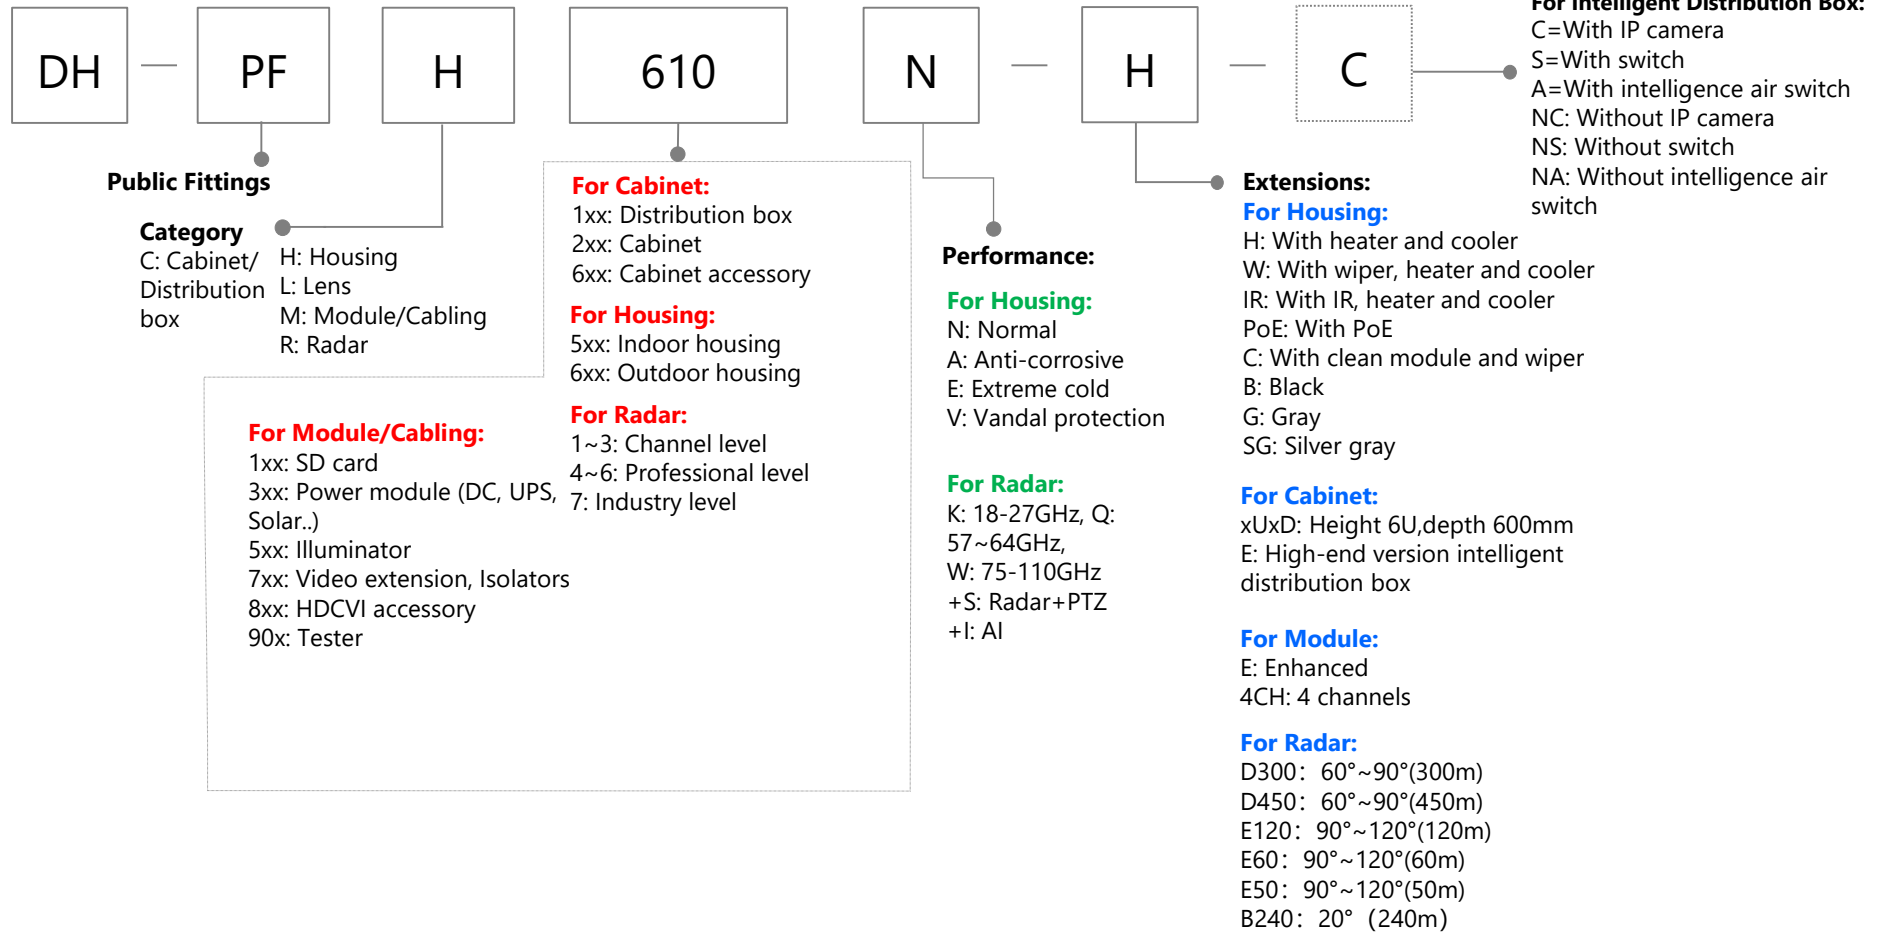 DH — PF H 610 N — H — C
For Intelligent Distribution Box:
C=With IP camera
S=With switch
A=With intelligence air switch
NC: Without IP camera
NS: Without switch
NA: Without intelligence air
switch
Public Fittings
Category
C: Cabinet/
Distribution
box
H: Housing
L: Lens
M: Module/Cabling
R: Radar
For Cabinet:
1xx: Distribution box
2xx: Cabinet
6xx: Cabinet accessory
For Housing:
5xx: Indoor housing
6xx: Outdoor housing
For Radar:
1~3: Channel level
4~6: Professional level
7: Industry level
For Module/Cabling:
1xx: SD card
3xx: Power module (DC, UPS,
Solar..)
5xx: Illuminator
7xx: Video extension, Isolators
8xx: HDCVI accessory
90x: Tester
Performance:
For Housing:
N: Normal
A: Anti-corrosive
E: Extreme cold
V: Vandal protection
For Radar:
K: 18-27GHz, Q:
57~64GHz,
W: 75-110GHz
+S: Radar+PTZ
+I: AI
Extensions:
For Housing:
H: With heater and cooler
W: With wiper, heater and cooler
IR: With IR, heater and cooler
PoE: With PoE
C: With clean module and wiper
B: Black
G: Gray
SG: Silver gray
For Cabinet:
xUxD: Height 6U,depth 600mm
E: High-end version intelligent
distribution box
For Module:
E: Enhanced
4CH: 4 channels
For Radar:
D300：60°~90°(300m)
D450：60°~90°(450m)
E120：90°~120°(120m)
E60：90°~120°(60m)
E50：90°~120°(50m)
B240：20°（240m）